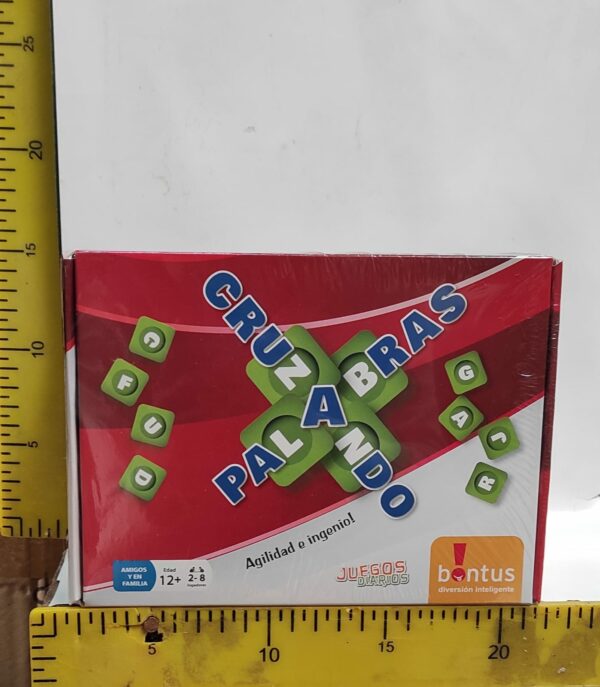 25
20
15
10
5
CRUZANDO
PALABRAS
G
F
U
D
G
A
J
R
Agilidad e ingenio!
AMIGOS
Y EN
FAMILIA
Edad
12+
2-8
Jugadores
JUEGOS
DIARIOS
bontus
diversión inteligente
5
10
15
20